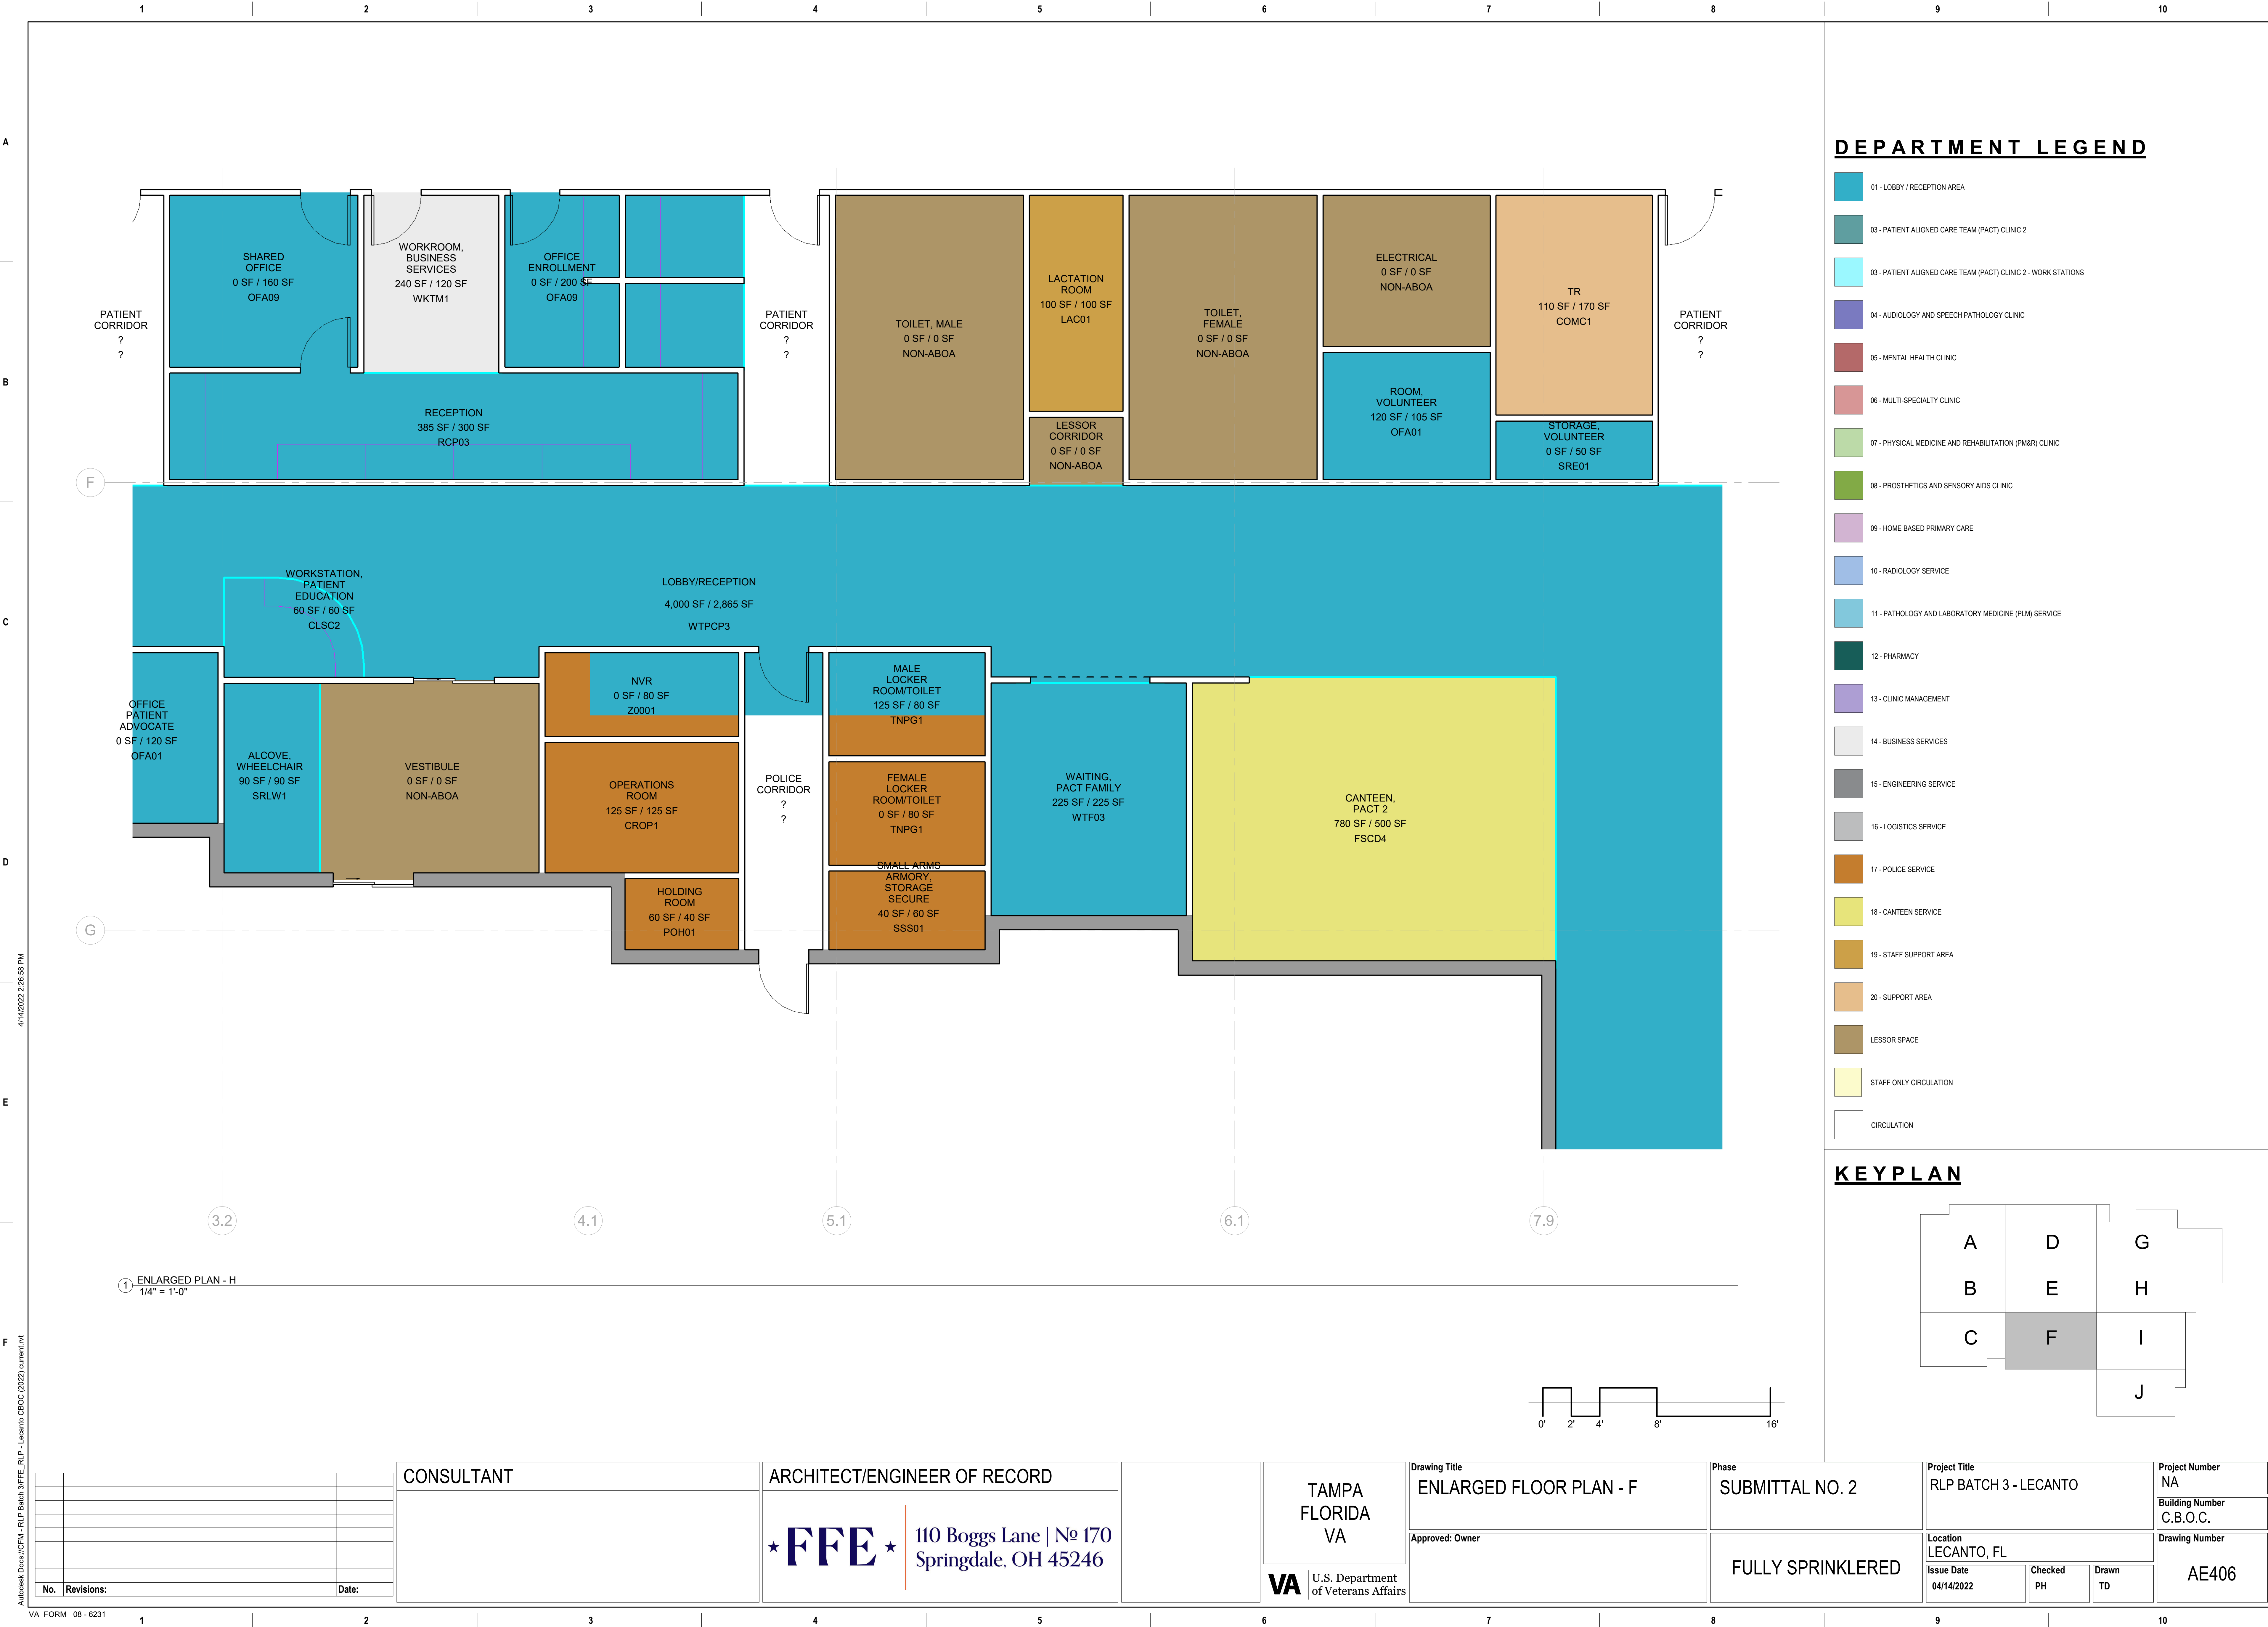 1 2 3 4 5 6 7 8 9 10
A
B
C
D
E
F
SHARED
OFFICE
0 SF / 160 SF
OFA09
WORKROOM,
BUSINESS
SERVICES
240 SF / 120 SF
WKTM1
OFFICE
ENROLLMENT
0 SF / 200 SF
OFA09
PATIENT
CORRIDOR
?
?
PATIENT
CORRIDOR
?
?
TOILET, MALE
0 SF / 0 SF
NON-ABOA
LACTATION
ROOM
100 SF / 100 SF
LAC01
TOILET,
FEMALE
0 SF / 0 SF
NON-ABOA
ELECTRICAL
0 SF / 0 SF
NON-ABOA
TR
110 SF / 170 SF
COMC1
PATIENT
CORRIDOR
?
?
RECEPTION
385 SF / 300 SF
RCP03
LESSOR
CORRIDOR
0 SF / 0 SF
NON-ABOA
ROOM,
VOLUNTEER
120 SF / 105 SF
OFA01
STORAGE,
VOLUNTEER
0 SF / 50 SF
SRE01
F
WORKSTATION,
PATIENT
EDUCATION
60 SF / 60 SF
CLSC2
LOBBY/RECEPTION
4,000 SF / 2,865 SF
WTPCP3
OFFICE
PATIENT
ADVOCATE
0 SF / 120 SF
OFA01
ALCOVE,
WHEELCHAIR
90 SF / 90 SF
SRLW1
VESTIBULE
0 SF / 0 SF
NON-ABOA
NVR
0 SF / 80 SF
Z0001
OPERATIONS
ROOM
125 SF / 125 SF
CROP1
HOLDING
ROOM
60 SF / 40 SF
POH01
POLICE
CORRIDOR
?
?
MALE
LOCKER
ROOM/TOILET
125 SF / 80 SF
TNPG1
FEMALE
LOCKER
ROOM/TOILET
0 SF / 80 SF
TNPG1
SMALL ARMS
ARMORY,
STORAGE
SECURE
40 SF / 60 SF
SSS01
WAITING,
PACT FAMILY
225 SF / 225 SF
WTF03
CANTEEN,
PACT 2
780 SF / 500 SF
FSCD4
G
3.2 4.1 5.1 6.1 7.9
1 ENLARGED PLAN - H
1/4" = 1'-0"
0' 2' 4' 8' 16'
DEPARTMENT LEGEND
01 - LOBBY / RECEPTION AREA
03 - PATIENT ALIGNED CARE TEAM (PACT) CLINIC 2
03 - PATIENT ALIGNED CARE TEAM (PACT) CLINIC 2 - WORK STATIONS
04 - AUDIOLOGY AND SPEECH PATHOLOGY CLINIC
05 - MENTAL HEALTH CLINIC
06 - MULTI-SPECIALTY CLINIC
07 - PHYSICAL MEDICINE AND REHABILITATION (PM&R) CLINIC
08 - PROSTHETICS AND SENSORY AIDS CLINIC
09 - HOME BASED PRIMARY CARE
10 - RADIOLOGY SERVICE
11 - PATHOLOGY AND LABORATORY MEDICINE (PLM) SERVICE
12 - PHARMACY
13 - CLINIC MANAGEMENT
14 - BUSINESS SERVICES
15 - ENGINEERING SERVICE
16 - LOGISTICS SERVICE
17 - POLICE SERVICE
18 - CANTEEN SERVICE
19 - STAFF SUPPORT AREA
20 - SUPPORT AREA
LESSOR SPACE
STAFF ONLY CIRCULATION
CIRCULATION
KEYPLAN
A D G
B E H
C F I
J
4/14/2022 2:26:58 PM
Autodesk Docs://CFM - RLP Batch 3/FFE_RLP - Lecanto CBOC (2022) current.rvt
No. Revisions: Date:
CONSULTANT
ARCHITECT/ENGINEER OF RECORD
FFE
110 Boggs Lane | № 170
Springdale, OH 45246
TAMPA
FLORIDA
VA
VA U.S. Department
of Veterans Affairs
Drawing Title
ENLARGED FLOOR PLAN - F
Approved: Owner
Phase
SUBMITTAL NO. 2
FULLY SPRINKLERED
Project Title
RLP BATCH 3 - LECANTO
Location
LECANTO, FL
Issue Date
04/14/2022
Checked
PH
Drawn
TD
Project Number
NA
Building Number
C.B.O.C.
Drawing Number
AE406
VA FORM 08 - 6231
1 2 3 4 5 6 7 8 9 10